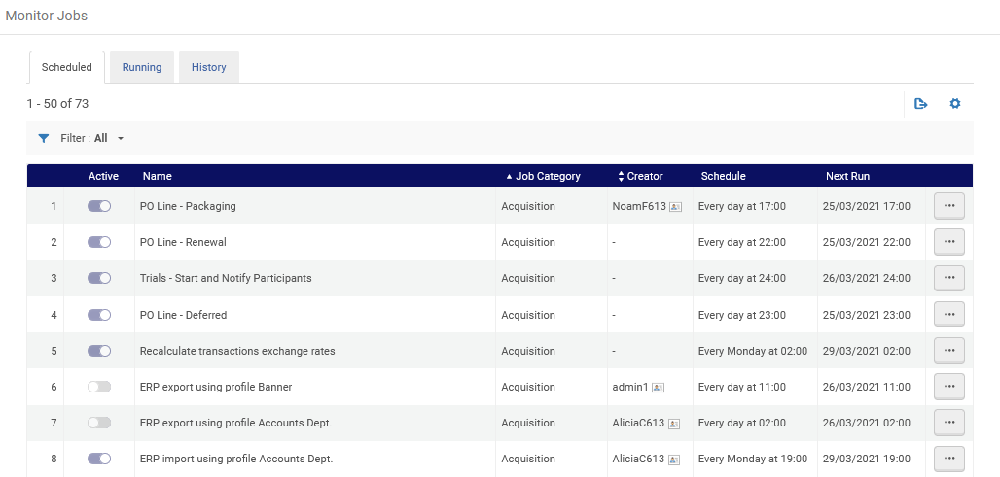 Monitor Jobs
Scheduled Running History
1 - 50 of 73
Filter : All
Active Name Job Category Creator Schedule Next Run
1 PO Line - Packaging Acquisition NoamF613 Every day at 17:00 25/03/2021 17:00
2 PO Line - Renewal Acquisition - Every day at 22:00 25/03/2021 22:00
3 Trials - Start and Notify Participants Acquisition - Every day at 24:00 26/03/2021 24:00
4 PO Line - Deferred Acquisition - Every day at 23:00 25/03/2021 23:00
5 Recalculate transactions exchange rates Acquisition - Every Monday at 02:00 29/03/2021 02:00
6 ERP export using profile Banner Acquisition admin1 Every day at 11:00 26/03/2021 11:00
7 ERP export using profile Accounts Dept. Acquisition AliciaC613 Every day at 02:00 26/03/2021 02:00
8 ERP import using profile Accounts Dept. Acquisition AliciaC613 Every Monday at 19:00 29/03/2021 19:00